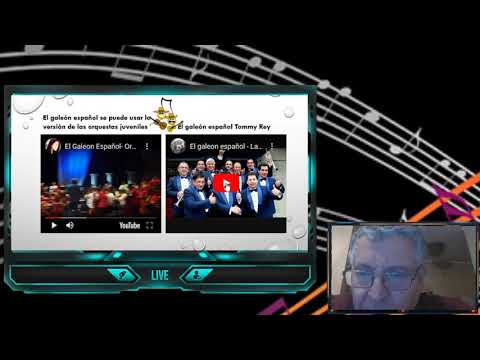 El galeón español se puede usar la
versión de las orquestas juveniles
El galeón español Tommy Rey
El Galeon Español- Or...
El galeon español - La...
YouTube
LIVE